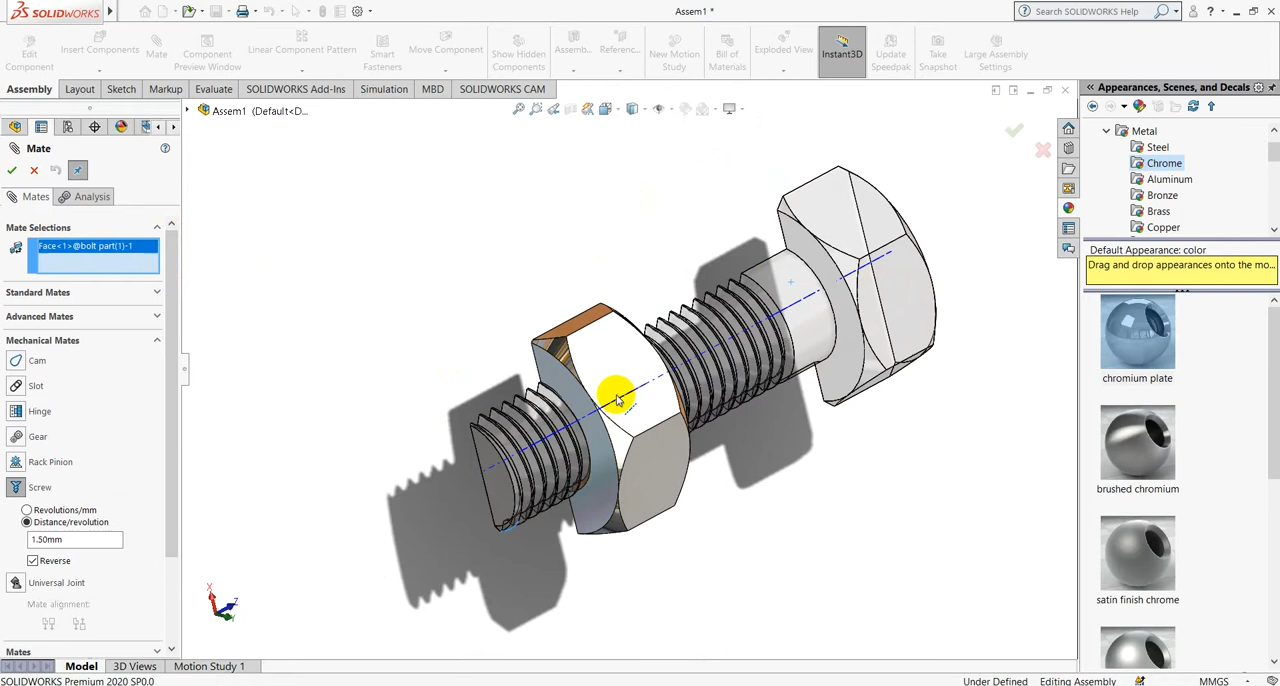 SOLIDWORKS
Assem1 *
Search SOLIDWORKS Help
Edit Component
Insert Components
Mate
Component Preview Window
Linear Component Pattern
Smart Fasteners
Move Component
Show Hidden Components
Assemb...
Referenc...
New Motion Study
Bill of Materials
Exploded View
Instant3D
Update Speedpak
Take Snapshot
Large Assembly Settings
Assembly
Layout
Sketch
Markup
Evaluate
SOLIDWORKS Add-Ins
Simulation
MBD
SOLIDWORKS CAM
Assem1 (Default<D...
Mate
Mates
Analysis
Mate Selections
Face<1>@bolt part(1)-1
Standard Mates
Advanced Mates
Mechanical Mates
Cam
Slot
Hinge
Gear
Rack Pinion
Screw
Revolutions/mm
Distance/revolution
1.50mm
Reverse
Universal Joint
Mate alignment:
Mates
X
Z
Y
Appearances, Scenes, and Decals
Metal
Steel
Chrome
Aluminum
Bronze
Brass
Copper
Default Appearance: color
Drag and drop appearances onto the mo...
chromium plate
brushed chromium
satin finish chrome
Model
3D Views
Motion Study 1
SOLIDWORKS Premium 2020 SP0.0
Under Defined
Editing Assembly
MMGS